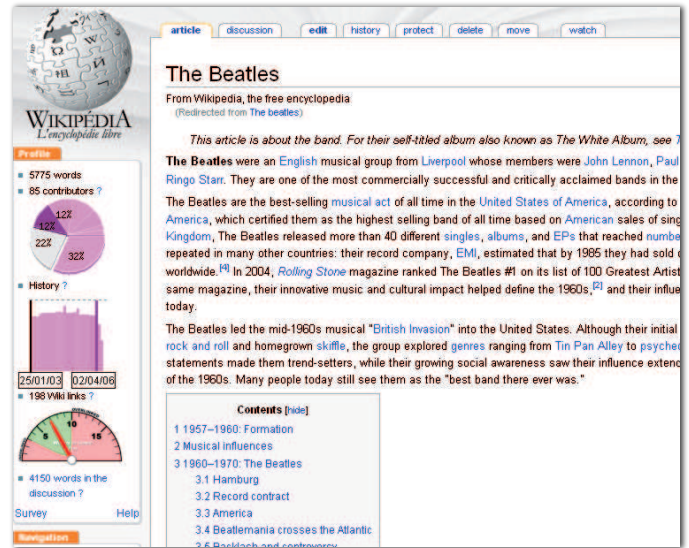 article discussion edit history protect delete move watch
WIKIPÉDIA
L'encyclopédie libre
Profile
5775 words
85 contributors ?
12%
12%
22%
32%
History ?
25/01/03 02/04/06
198 Wiki links ?
5 10 15
4150 words in the
discussion ?
Survey Help
Navigation
The Beatles
From Wikipedia, the free encyclopedia
(Redirected from The beatles)
This article is about the band. For their self-titled album also known as The White Album, see
The Beatles were an English musical group from Liverpool whose members were John Lennon, Paul
Ringo Starr. They are one of the most commercially successful and critically acclaimed bands in the
The Beatles are the best-selling musical act of all time in the United States of America, according to
America, which certified them as the highest selling band of all time based on American sales of sing
Kingdom, The Beatles released more than 40 different singles, albums, and EPs that reached numbe
repeated in many other countries: their record company, EMI, estimated that by 1985 they had sold
worldwide.[4] In 2004, Rolling Stone magazine ranked The Beatles #1 on its list of 100 Greatest Artist
same magazine, their innovative music and cultural impact helped define the 1960s,[2] and their influe
today.
The Beatles led the mid-1960s musical "British Invasion" into the United States. Although their initial
rock and roll and homegrown skiffle, the group explored genres ranging from Tin Pan Alley to psyched
statements made them trend-setters, while their growing social awareness saw their influence extend
of the 1960s. Many people today still see them as the "best band there ever was."
Contents [hide]
1 1957–1960: Formation
2 Musical influences
3 1960–1970: The Beatles
3.1 Hamburg
3.2 Record contract
3.3 America
3.4 Beatlemania crosses the Atlantic
3.5 Backlash and controversy